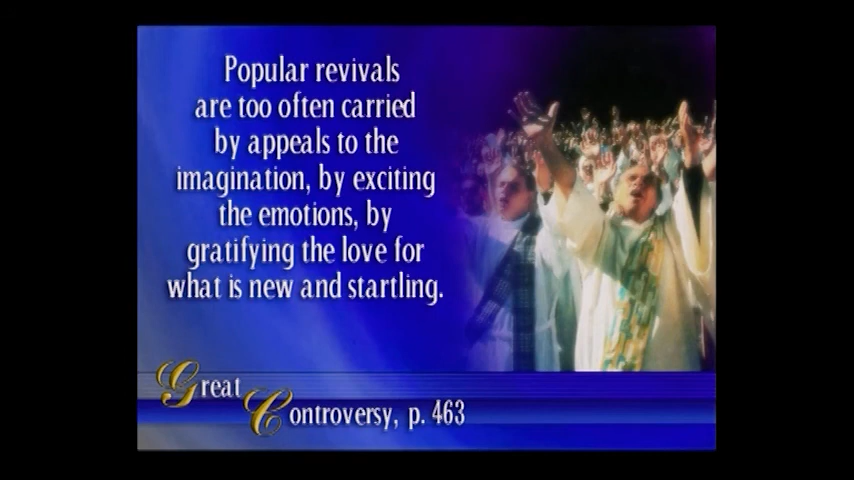 Popular revivals
are too often carried
by appeals to the
imagination, by exciting
the emotions, by
gratifying the love for
what is new and startling.
Great
Controversy, p. 463